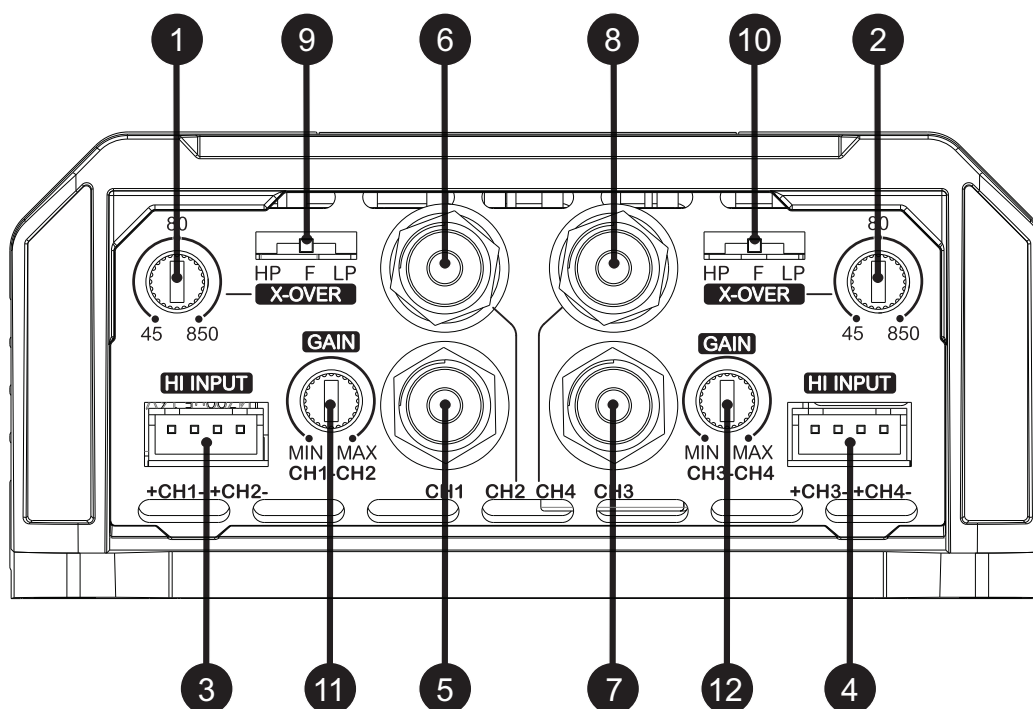 1 9 6 8 10 2
80 80
HP F LP HP F LP
X-OVER X-OVER
45 850 45 850
GAIN GAIN
HI INPUT HI INPUT
MIN MAX MIN MAX
CH1-CH2 CH3-CH4
+CH1-+CH2- CH1 CH2 CH4 CH3 +CH3-+CH4-
3 11 5 7 12 4